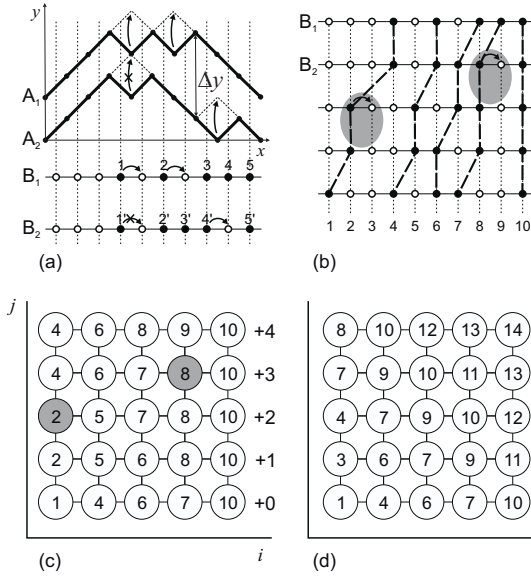 y
A1
Δy
A2
x
B1
1 2 3 4 5
B2
1' 2' 3' 4' 5'
(a)
B1
B2
1 2 3 4 5 6 7 8 9 10
(b)
j
4 6 8 9 10 +4
4 6 7 8 10 +3
2 5 7 8 10 +2
2 5 6 8 10 +1
1 4 6 7 10 +0
(c)
i
8 10 12 13 14
7 9 10 11 13
4 7 9 10 12
3 6 7 9 11
1 4 6 7 10
(d)